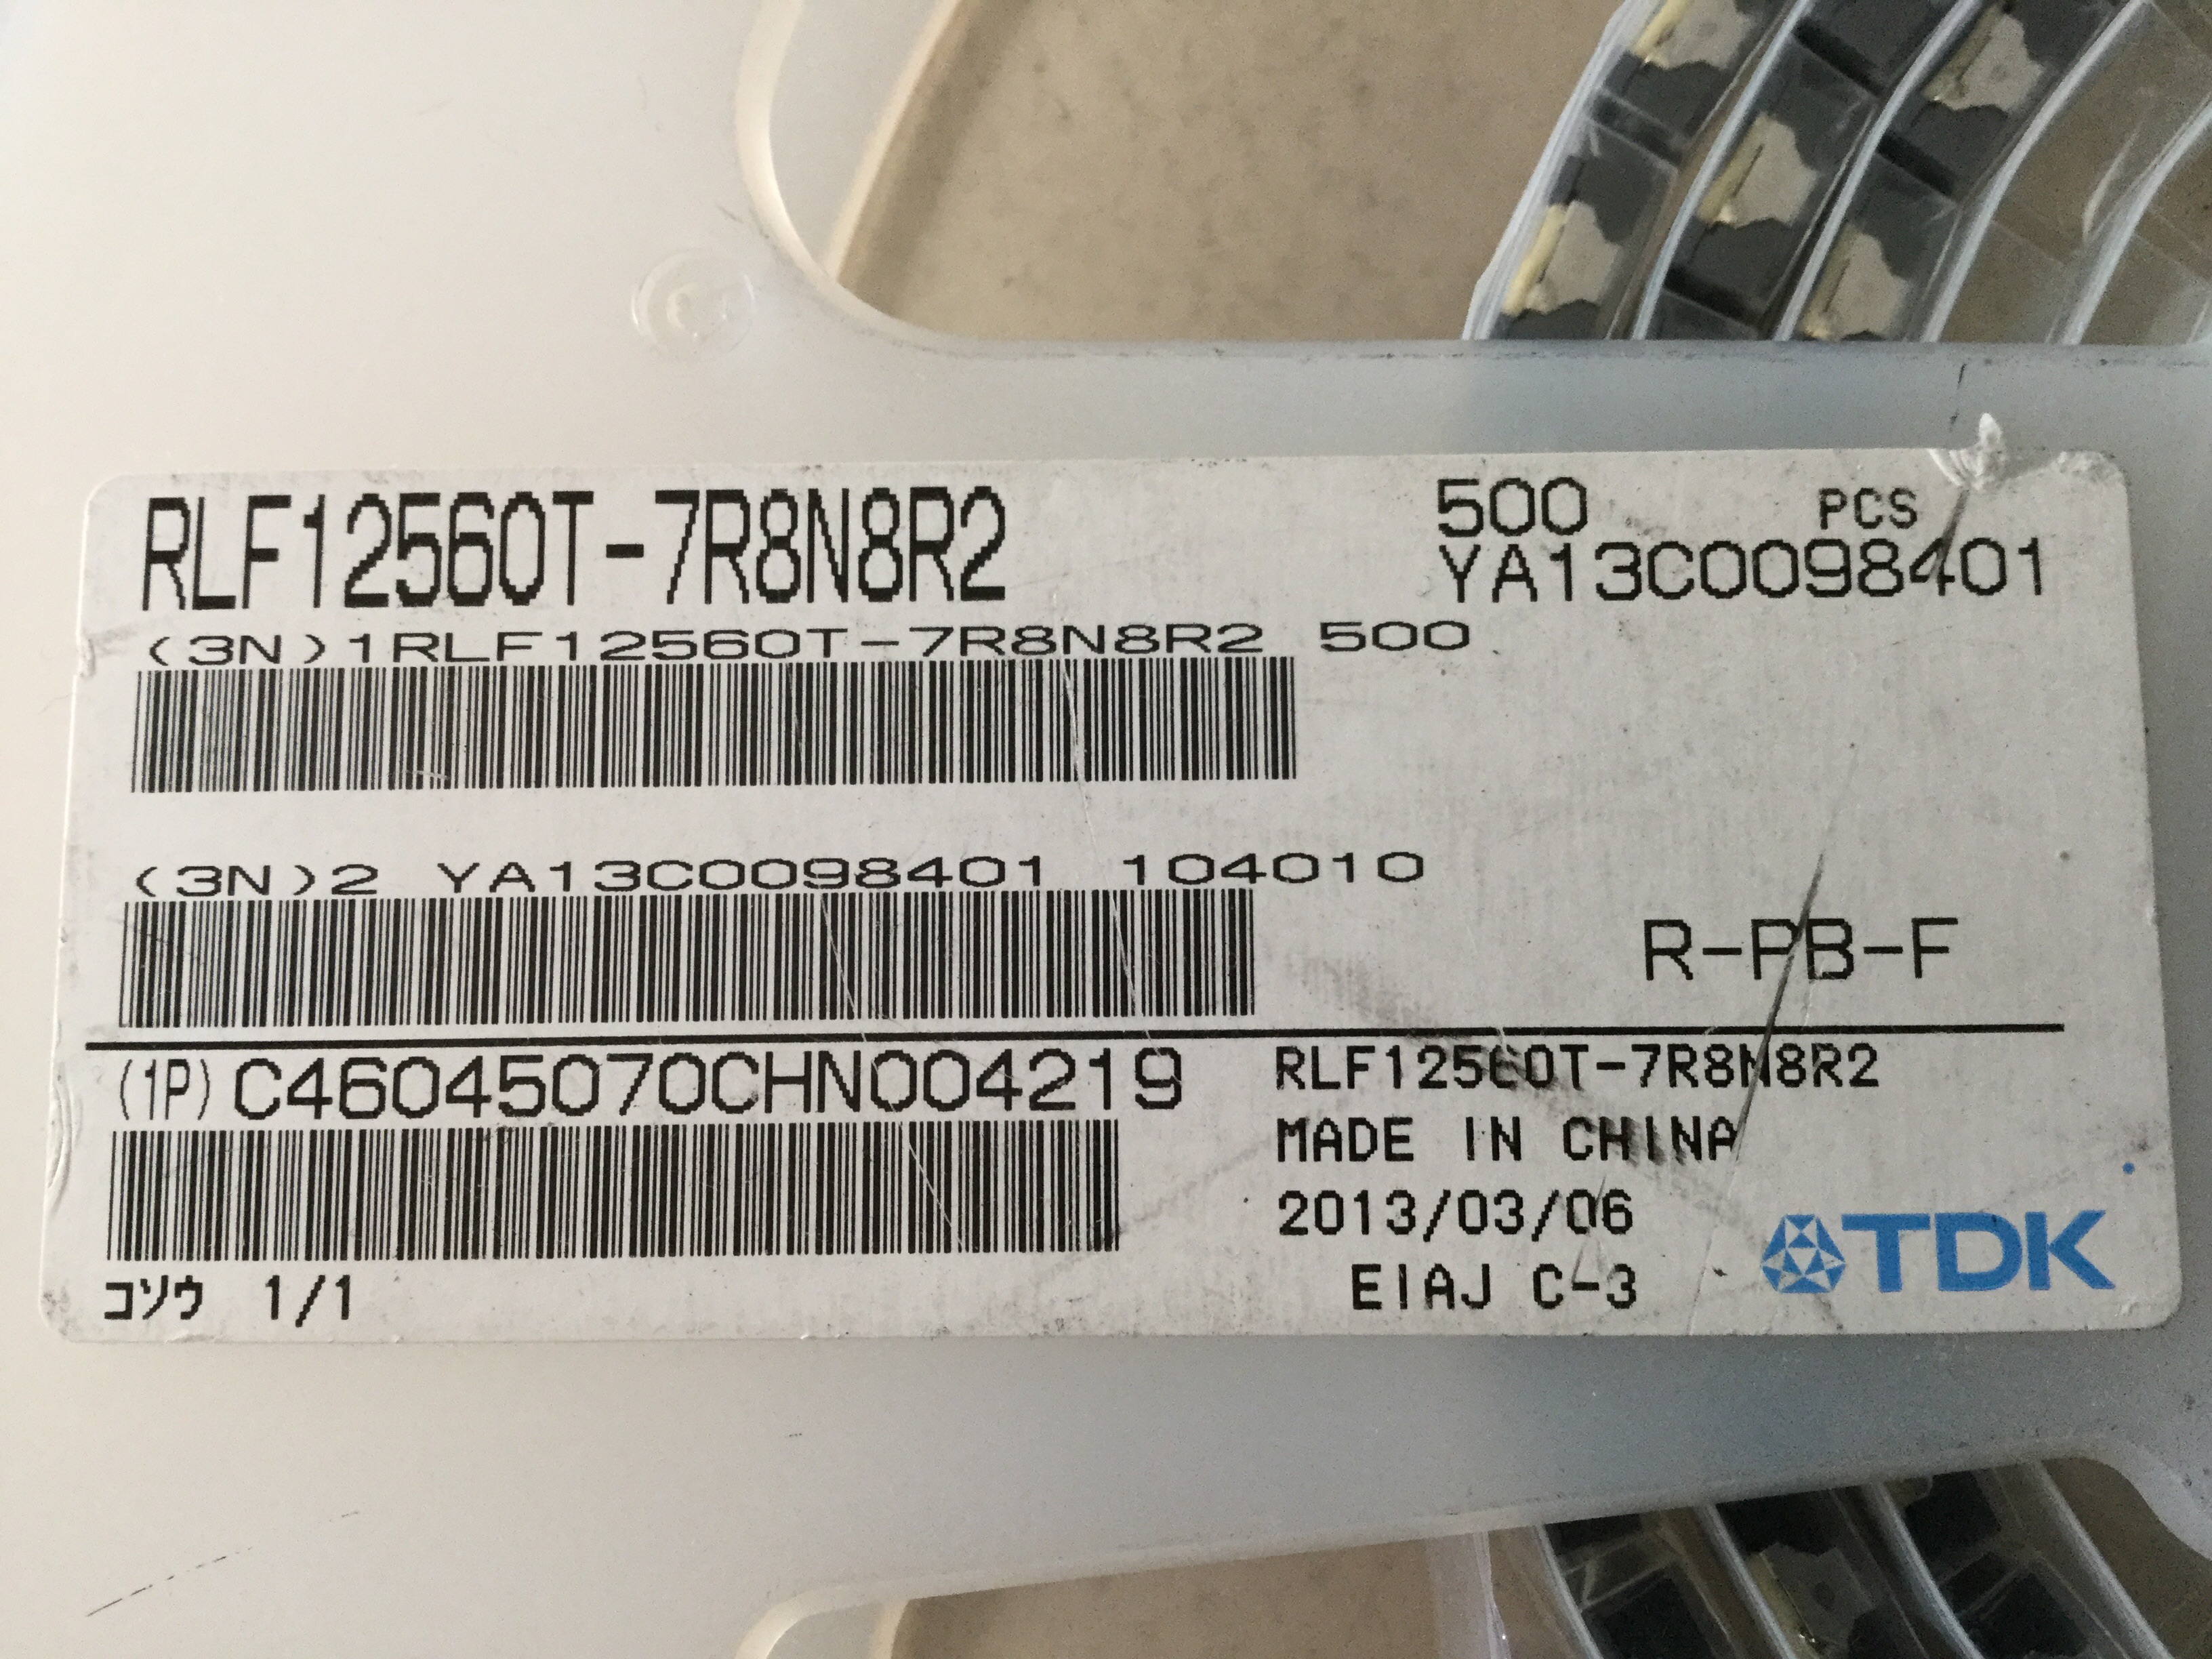 RLF12560T-7R8N8R2
500 PCS
YA13C0098401
(3N)1RLF12560T-7R8N8R2 500
(3N)2 YA13C0098401 104010
R-PB-F
(1P)C46045070CHN004219
RLF12560T-7R8N8R2
MADE IN CHINA
2013/03/06
EIAJ C-3
TDK
コソウ 1/1